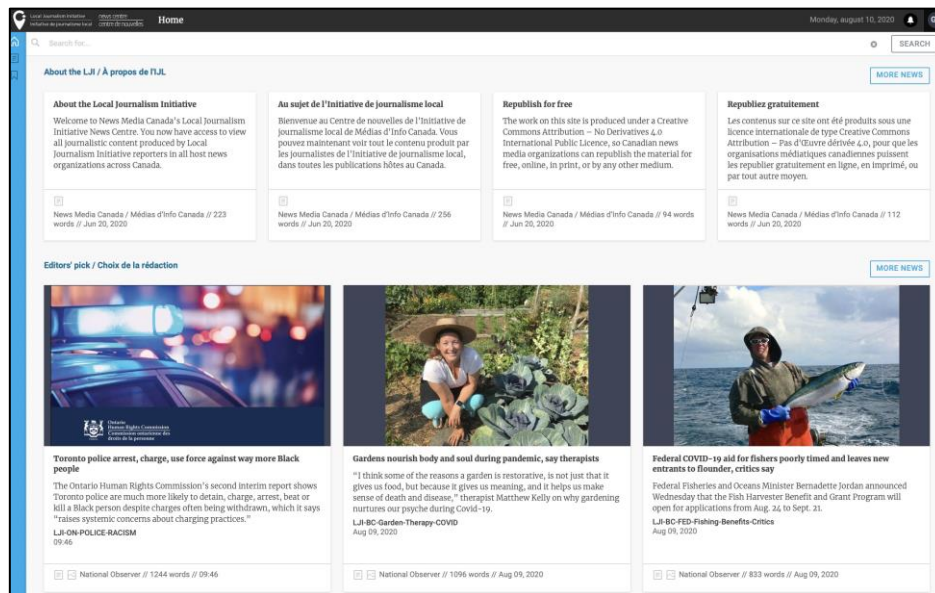 Local Journalism Initiative
Initiative de journalisme local
news centre
centre de nouvelles
Home
Monday, august 10, 2020
Search for...
SEARCH
About the LJI / À propos de l'IJL
MORE NEWS
About the Local Journalism Initiative
Welcome to News Media Canada's Local Journalism
Initiative News Centre. You now have access to view
all journalistic content produced by Local
Journalism Initiative reporters in all host news
organizations across Canada.
News Media Canada / Médias d'Info Canada // 223
words // Jun 20, 2020
Au sujet de l'Initiative de journalisme local
Bienvenue au Centre de nouvelles de l'Initiative de
journalisme local de Médias d'Info Canada. Vous
pouvez maintenant voir tout le contenu produit par
les journalistes de l'Initiative de journalisme local,
dans toutes les publications hôtes au Canada.
News Media Canada / Médias d'Info Canada // 256
words // Jun 20, 2020
Republish for free
The work on this site is produced under a Creative
Commons Attribution – No Derivatives 4.0
International Public Licence, so Canadian news
media organizations can republish the material for
free, online, in print, or by any other medium.
News Media Canada / Médias d'Info Canada // 94 words
// Jun 20, 2020
Republiez gratuitement
Les contenus sur ce site ont été produits sous une
licence internationale de type Creative Commons
Attribution – Pas d'Œuvre dérivée 4.0, pour que les
organisations médiatiques canadiennes puissent
les republier gratuitement en ligne, en imprimé, ou
par tout autre moyen.
News Media Canada / Médias d'Info Canada // 112
words // Jun 20, 2020
Editors' pick / Choix de la rédaction
MORE NEWS
Ontario
Human Rights Commission
Commission ontarienne des
droits de la personne
Toronto police arrest, charge, use force against way more Black
people
The Ontario Human Rights Commission's second interim report shows
Toronto police are much more likely to detain, charge, arrest, beat or
kill a Black person despite charges often being withdrawn, which it says
"raises systemic concerns about charging practices."
LJI-ON-POLICE-RACISM
09:46
National Observer // 1244 words // 09:46
Gardens nourish body and soul during pandemic, say therapists
"I think some of the reasons a garden is restorative, is not just that it
gives us food, but because it gives us meaning, and it helps us make
sense of death and disease," therapist Matthew Kelly on why gardening
nurtures our psyche during Covid-19.
LJI-BC-Garden-Therapy-COVID
Aug 09, 2020
National Observer // 1096 words // Aug 09, 2020
Federal COVID-19 aid for fishers poorly timed and leaves new
entrants to flounder, critics say
Federal Fisheries and Oceans Minister Bernadette Jordan announced
Wednesday that the Fish Harvester Benefit and Grant Program will
open for applications from Aug. 24 to Sept. 21.
LJI-BC-FED-Fishing-Benefits-Critics
Aug 09, 2020
National Observer // 833 words // Aug 09, 2020